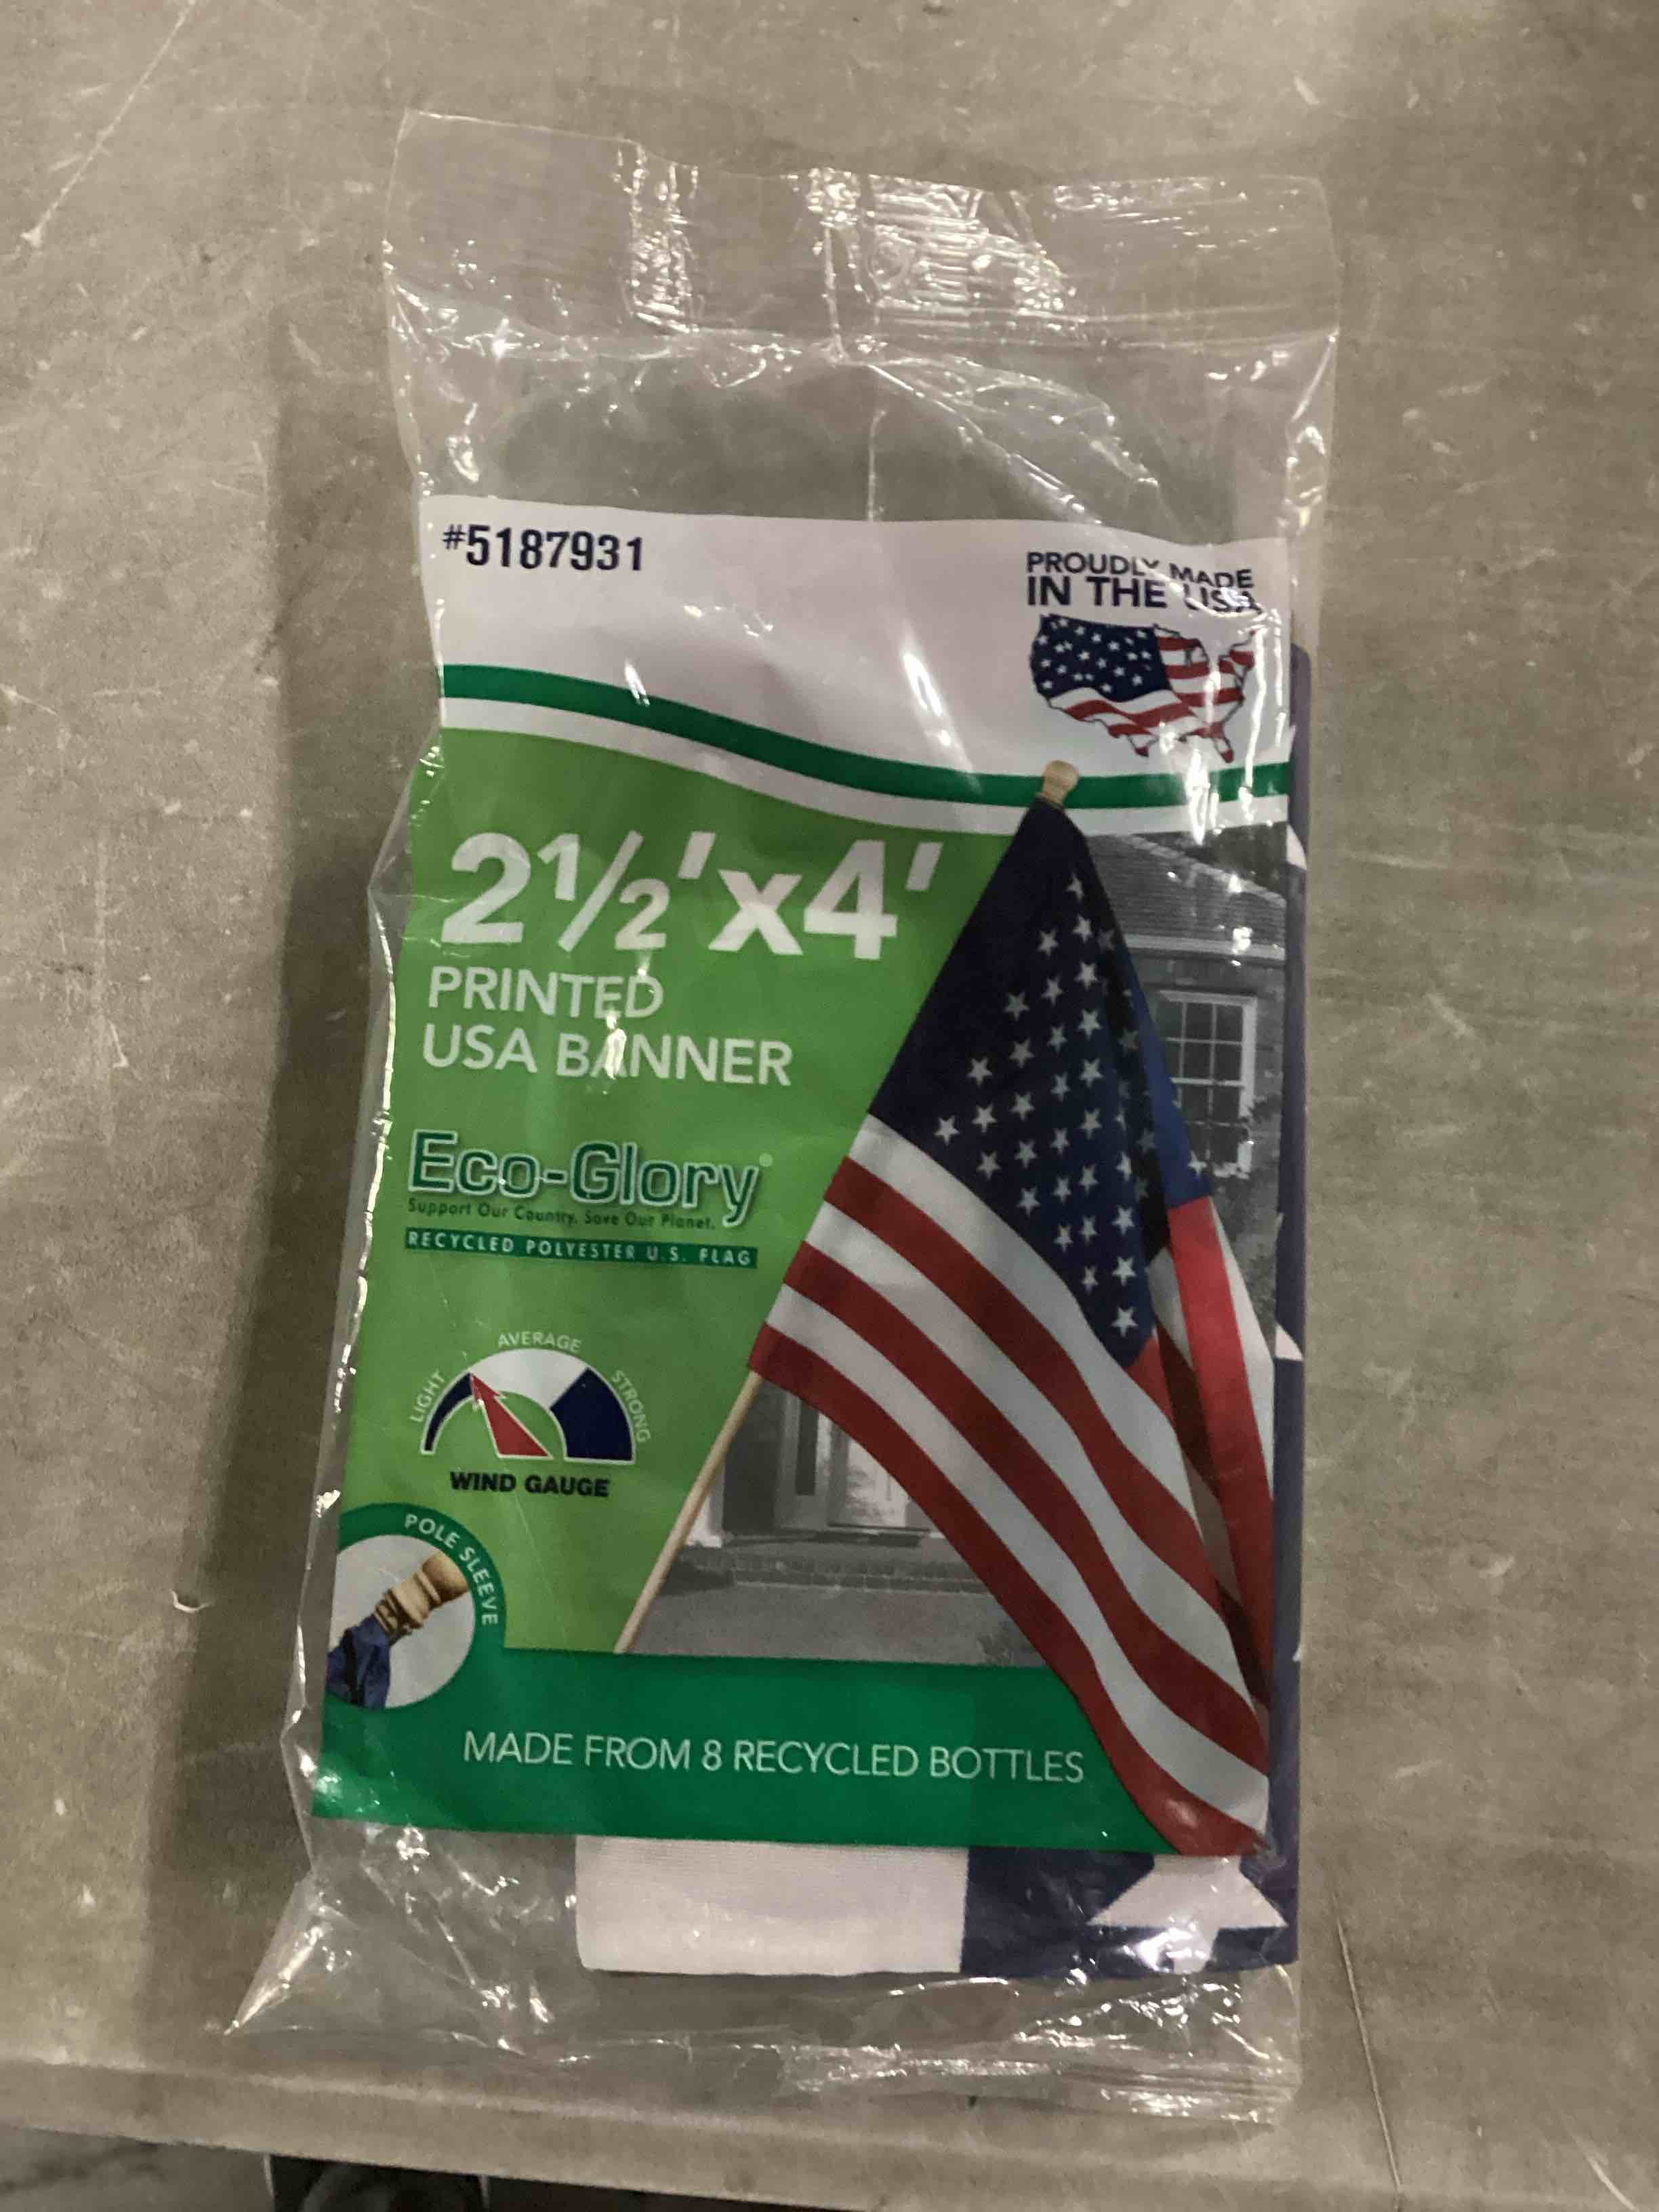 #5187931
PROUDLY MADE
IN THE USA
2½'x4'
PRINTED
USA BANNER
Eco-Glory®
Support Our Country. Save Our Planet.
RECYCLED POLYESTER U.S. FLAG
LIGHT
AVERAGE
STRONG
WIND GAUGE
POLE SLEEVE
MADE FROM 8 RECYCLED BOTTLES